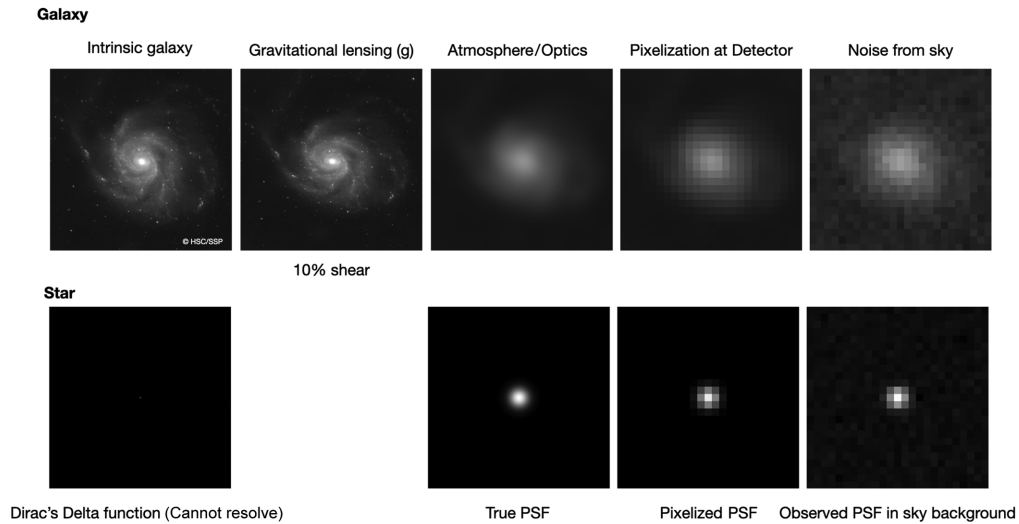 Galaxy
Intrinsic galaxy
Gravitational lensing (g)
Atmosphere/Optics
Pixelization at Detector
Noise from sky
© HSC/SSP
10% shear
Star
Dirac's Delta function (Cannot resolve)
True PSF
Pixelized PSF
Observed PSF in sky background